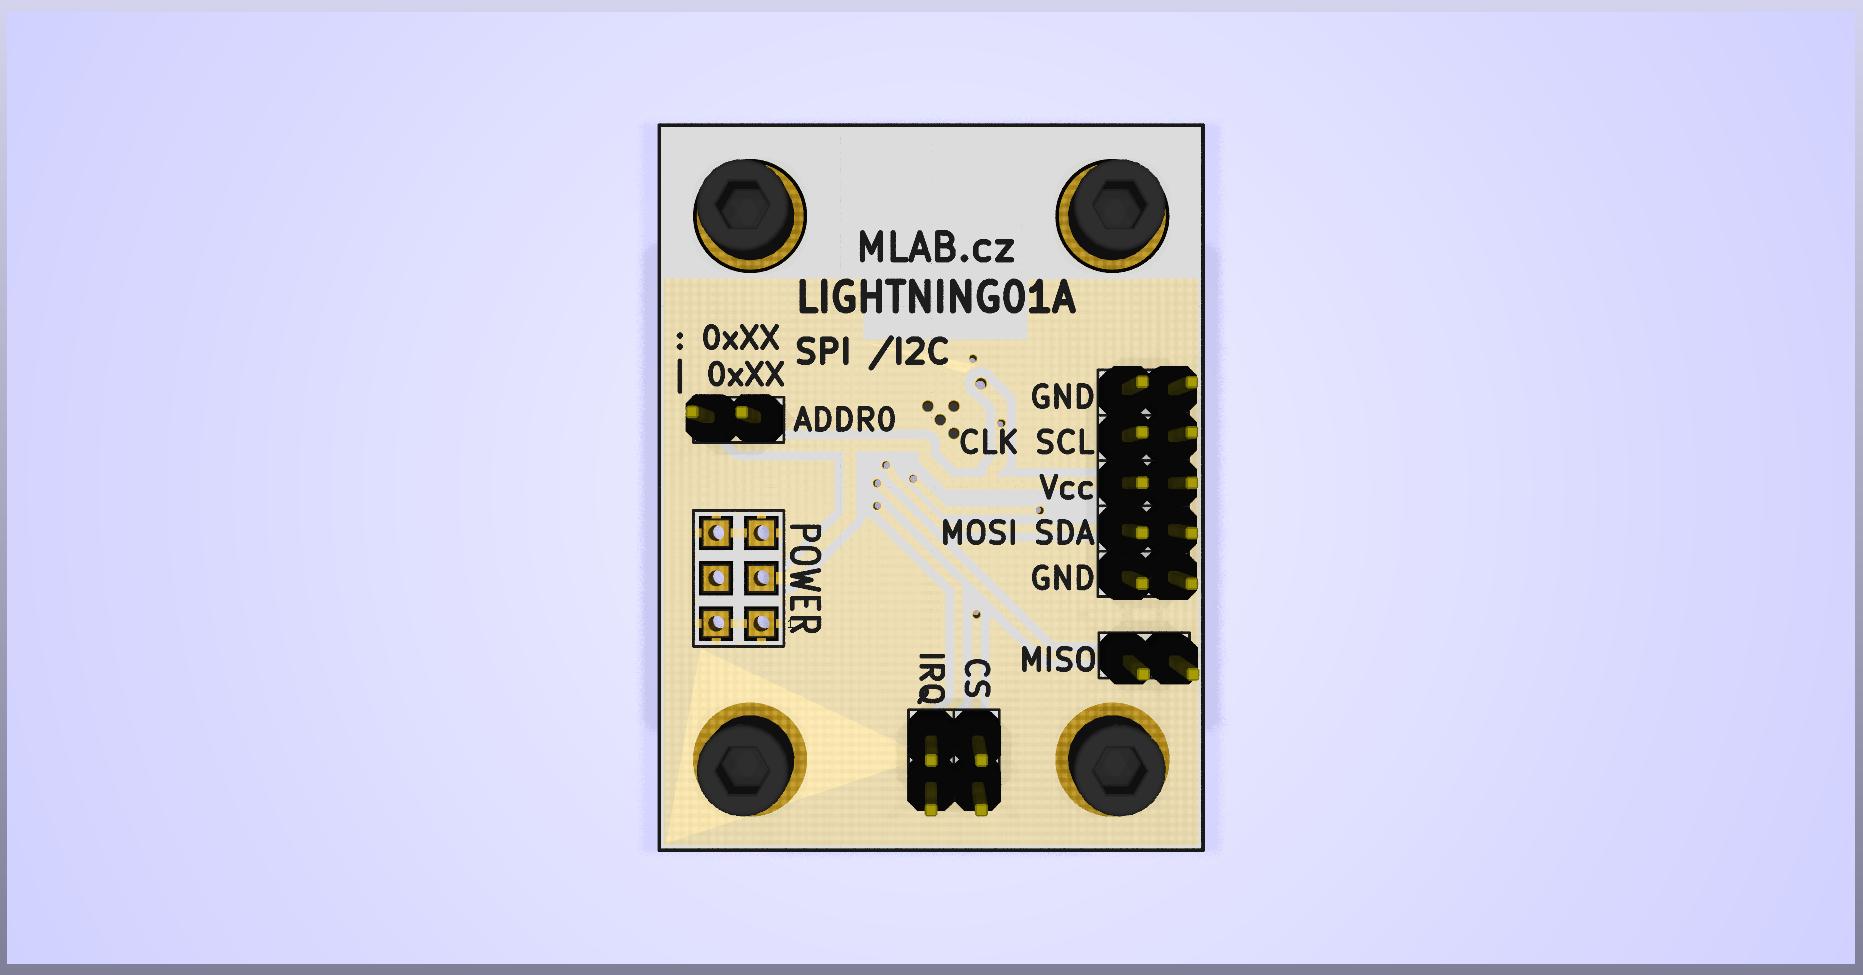 MLAB.cz
LIGHTNING01A
: 0xXX
| 0xXX
SPI /I2C
ADDR0
GND
CLK SCL
Vcc
MOSI SDA
GND
POWER
MISO
IRQ
CS